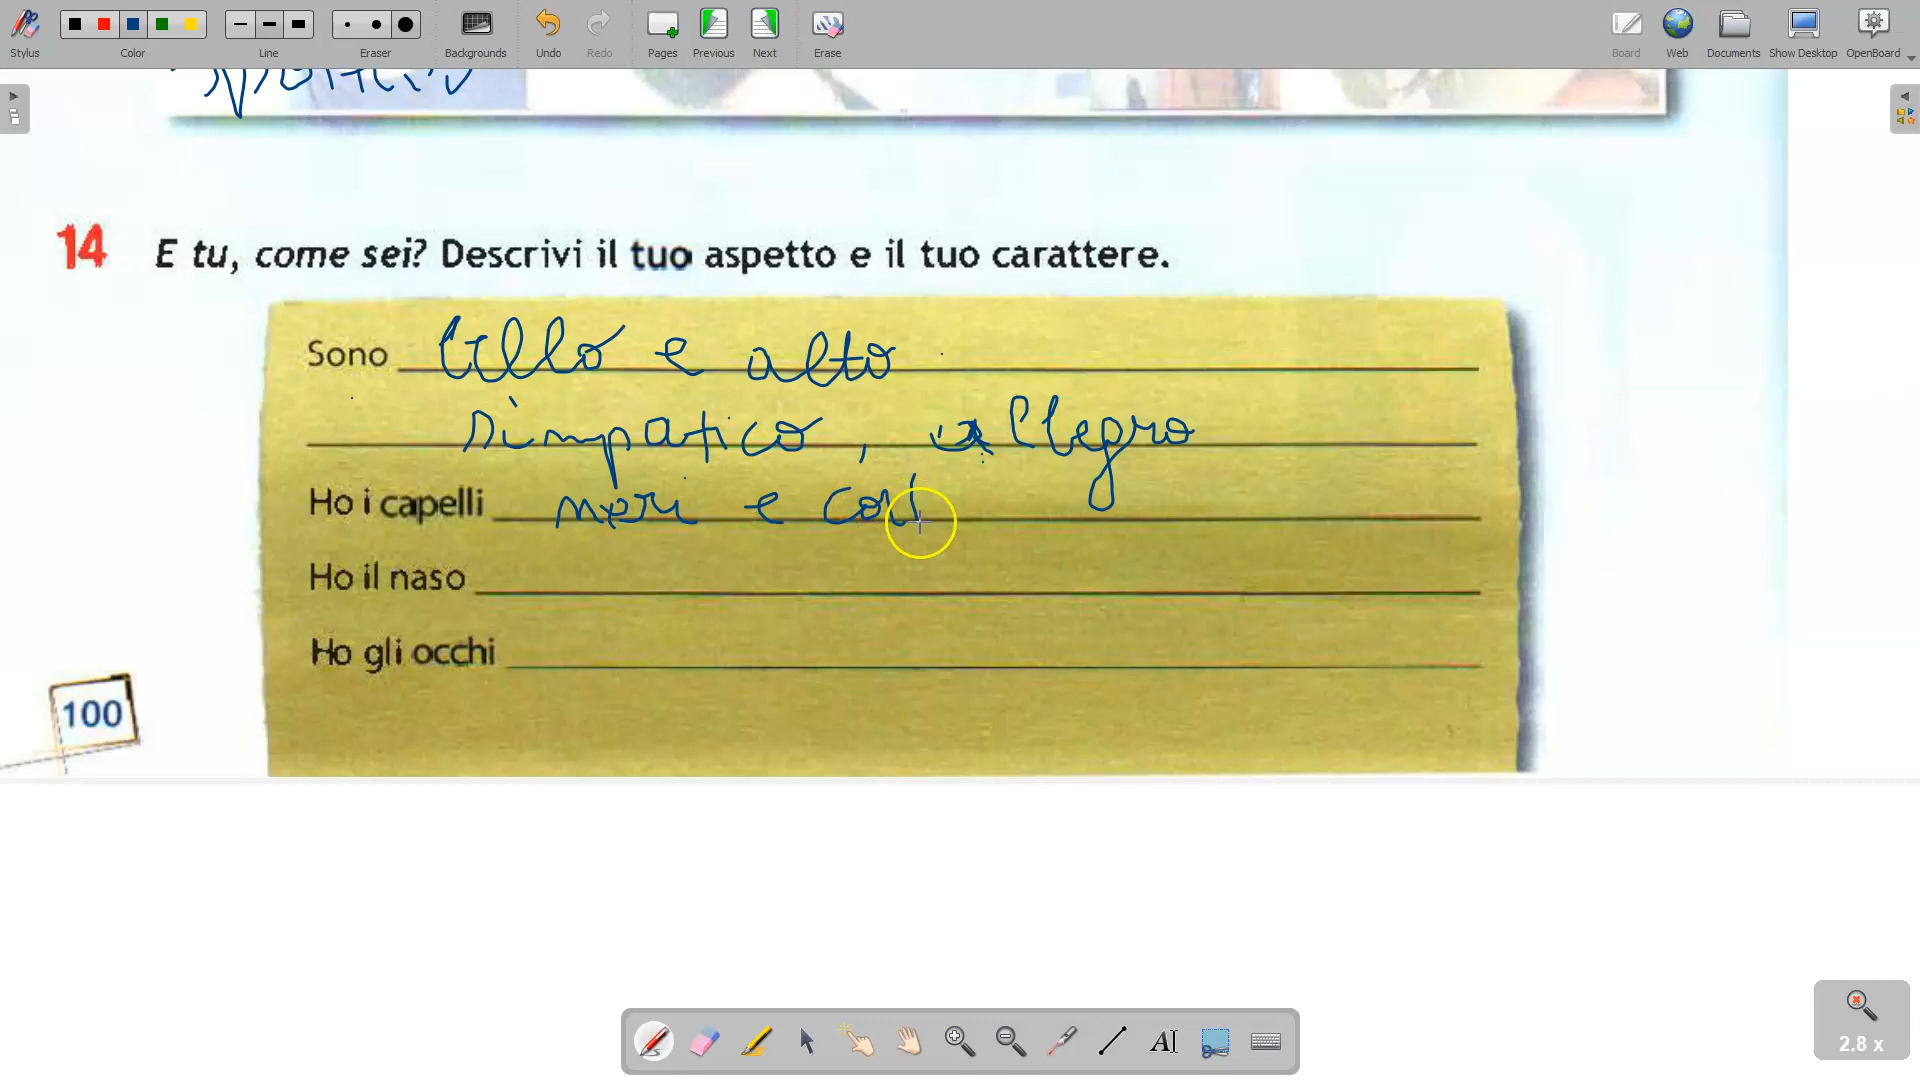 Stylus Color Line Eraser Backgrounds Undo Redo Pages Previous Next Erase Board Web Documents Show Desktop OpenBoard
sportivo
14 E tu, come sei? Descrivi il tuo aspetto e il tuo carattere.
Sono bello e alto
simpatico, allegro
Ho i capelli neri e cort
Ho il naso
Ho gli occhi
100
2.8 x